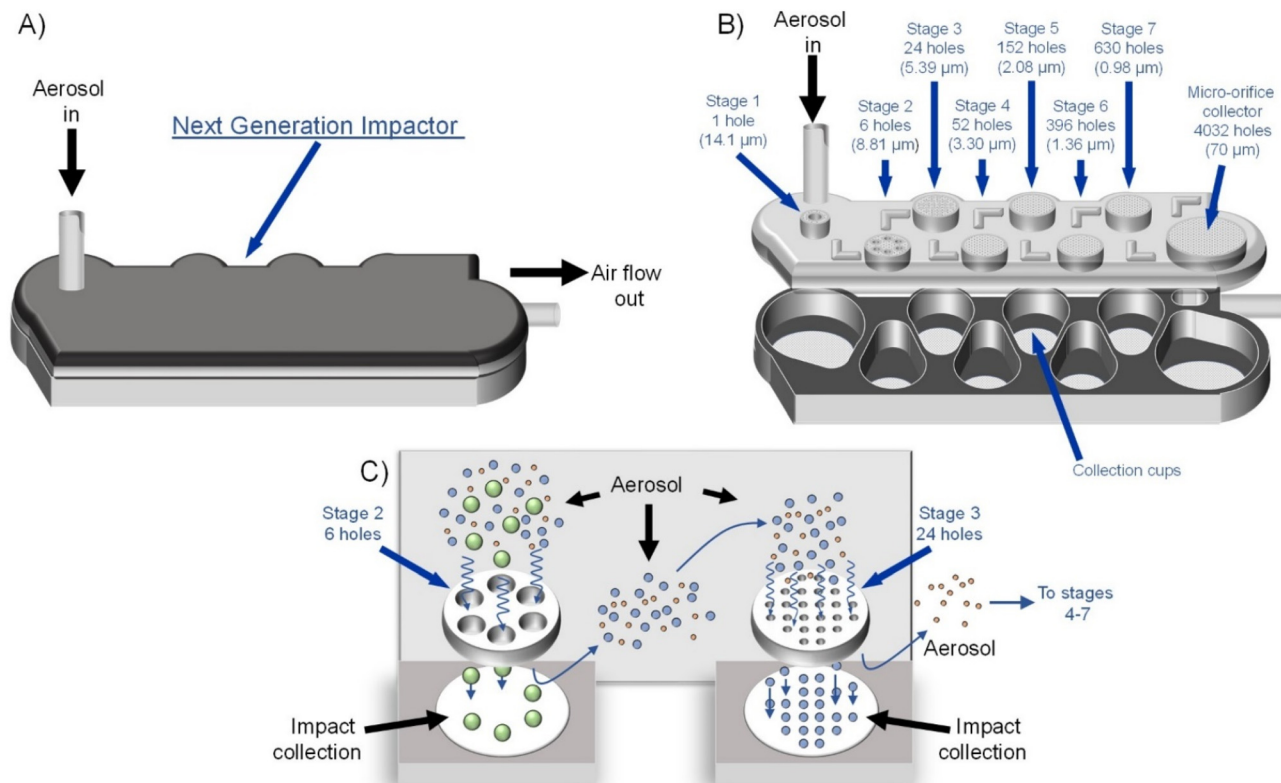 A)
Aerosol
in
Next Generation Impactor
Air flow
out
B)
Aerosol
in
Stage 1
1 hole
(14.1 µm)
Stage 2
6 holes
(8.81 µm)
Stage 3
24 holes
(5.39 µm)
Stage 4
52 holes
(3.30 µm)
Stage 5
152 holes
(2.08 µm)
Stage 6
396 holes
(1.36 µm)
Stage 7
630 holes
(0.98 µm)
Micro-orifice
collector
4032 holes
(70 µm)
Collection cups
C)
Stage 2
6 holes
Aerosol
Stage 3
24 holes
To stages
4-7
Aerosol
Impact
collection
Impact
collection